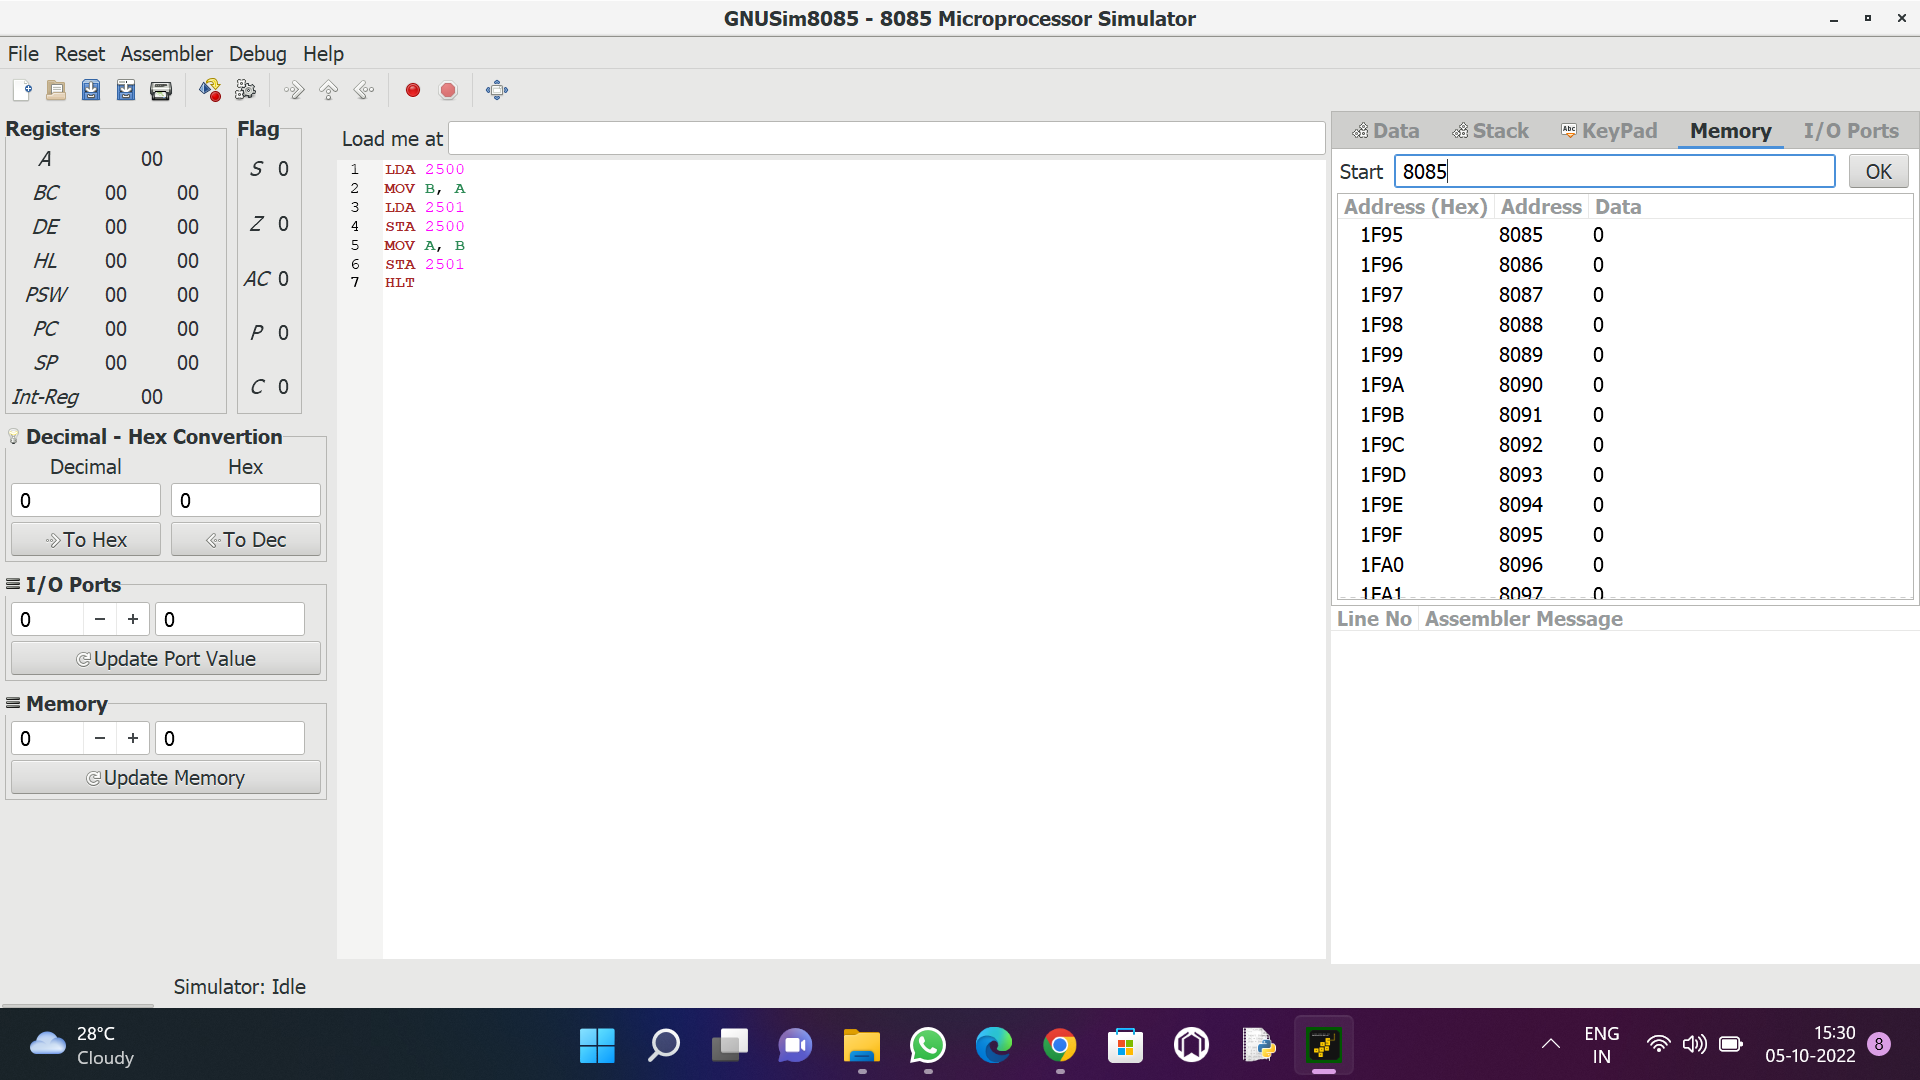 GNUSim8085 - 8085 Microprocessor Simulator
File Reset Assembler Debug Help
Registers
A 00
BC 00 00
DE 00 00
HL 00 00
PSW 00 00
PC 00 00
SP 00 00
Int-Reg 00
Flag
S 0
Z 0
AC 0
P 0
C 0
Decimal - Hex Convertion
Decimal Hex
0 0
To Hex To Dec
I/O Ports
0 - + 0
Update Port Value
Memory
0 - + 0
Update Memory
Load me at
1 LDA 2500
2 MOV B, A
3 LDA 2501
4 STA 2500
5 MOV A, B
6 STA 2501
7 HLT
Data Stack Abc KeyPad Memory I/O Ports
Start 8085 OK
Address (Hex) Address Data
1F95 8085 0
1F96 8086 0
1F97 8087 0
1F98 8088 0
1F99 8089 0
1F9A 8090 0
1F9B 8091 0
1F9C 8092 0
1F9D 8093 0
1F9E 8094 0
1F9F 8095 0
1FA0 8096 0
1FA1 8097 0
Line No Assembler Message
Simulator: Idle
28°C
Cloudy
ENG
IN
15:30
05-10-2022
8